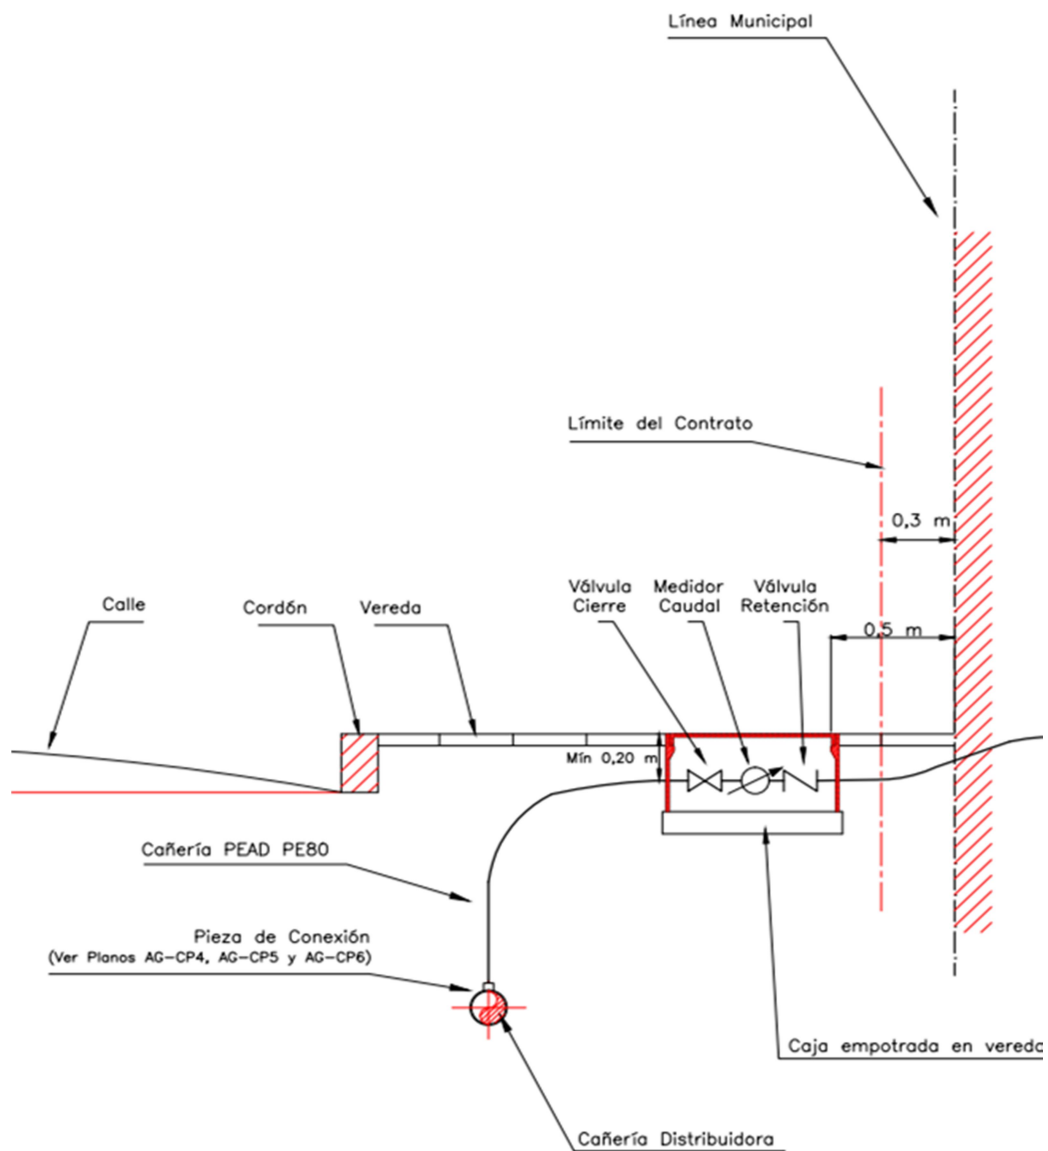 Línea Municipal
Límite del Contrato
0,3 m
Válvula
Cierre
Medidor
Caudal
Válvula
Retención
Calle
Cordón
Vereda
0,5 m
Mín 0,20 m
Cañería PEAD PE80
Pieza de Conexión
(Ver Planos AG-CP4, AG-CP5 y AG-CP6)
Caja empotrada en vereda
Cañería Distribuidora